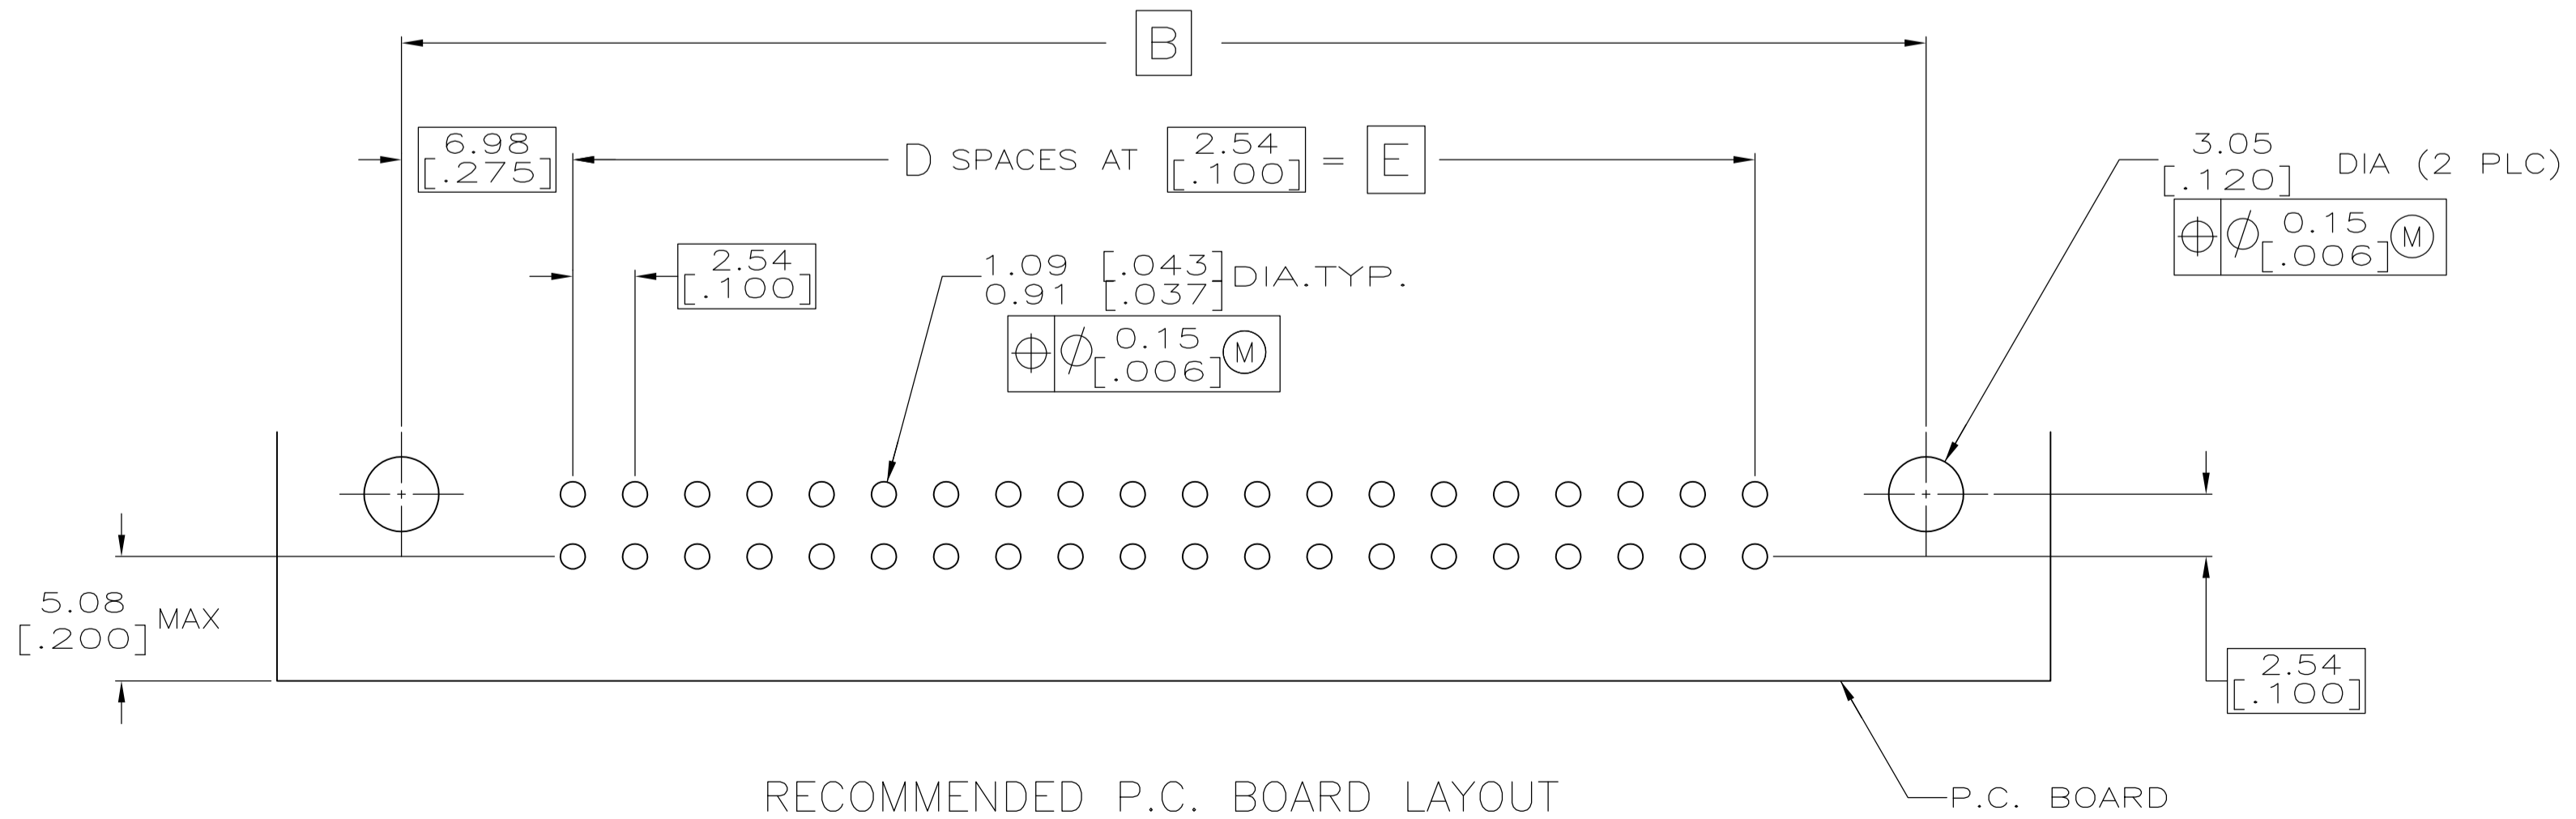 B
6.98
[.275]
D SPACES AT 2.54 = E
[.100]
3.05 DIA (2 PLC)
[.120]
⌖ ⌀ 0.15 Ⓜ
[.006]
2.54
[.100]
1.09 [.043] DIA.TYP.
0.91 [.037]
⌖ ⌀ 0.15 Ⓜ
[.006]
5.08 MAX
[.200]
2.54
[.100]
RECOMMENDED P.C. BOARD LAYOUT
P.C. BOARD